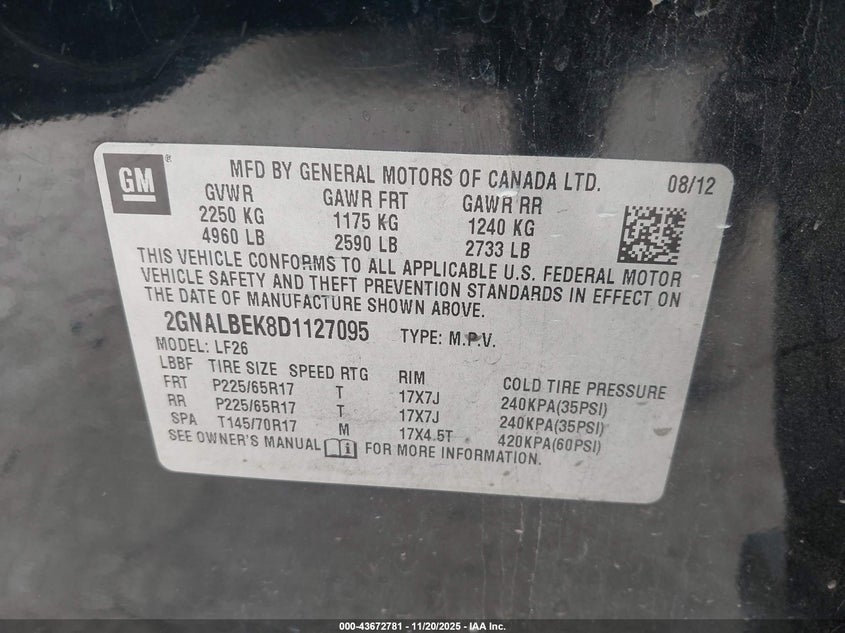 GM ®
MFD BY GENERAL MOTORS OF CANADA LTD. 08/12
GVWR GAWR FRT GAWR RR
2250 KG 1175 KG 1240 KG
4960 LB 2590 LB 2733 LB
THIS VEHICLE CONFORMS TO ALL APPLICABLE U.S. FEDERAL MOTOR
VEHICLE SAFETY AND THEFT PREVENTION STANDARDS IN EFFECT ON
THE DATE OF MANUFACTURE SHOWN ABOVE.
2GNALBEK8D1127095 TYPE: M.P.V.
MODEL: LF26
LBBF TIRE SIZE SPEED RTG RIM COLD TIRE PRESSURE
FRT P225/65R17 T 17X7J 240KPA(35PSI)
RR P225/65R17 T 17X7J 240KPA(35PSI)
SPA T145/70R17 M 17X4.5T 420KPA(60PSI)
SEE OWNER'S MANUAL FOR MORE INFORMATION.
000-43672781 - 11/20/2025 - IAA Inc.